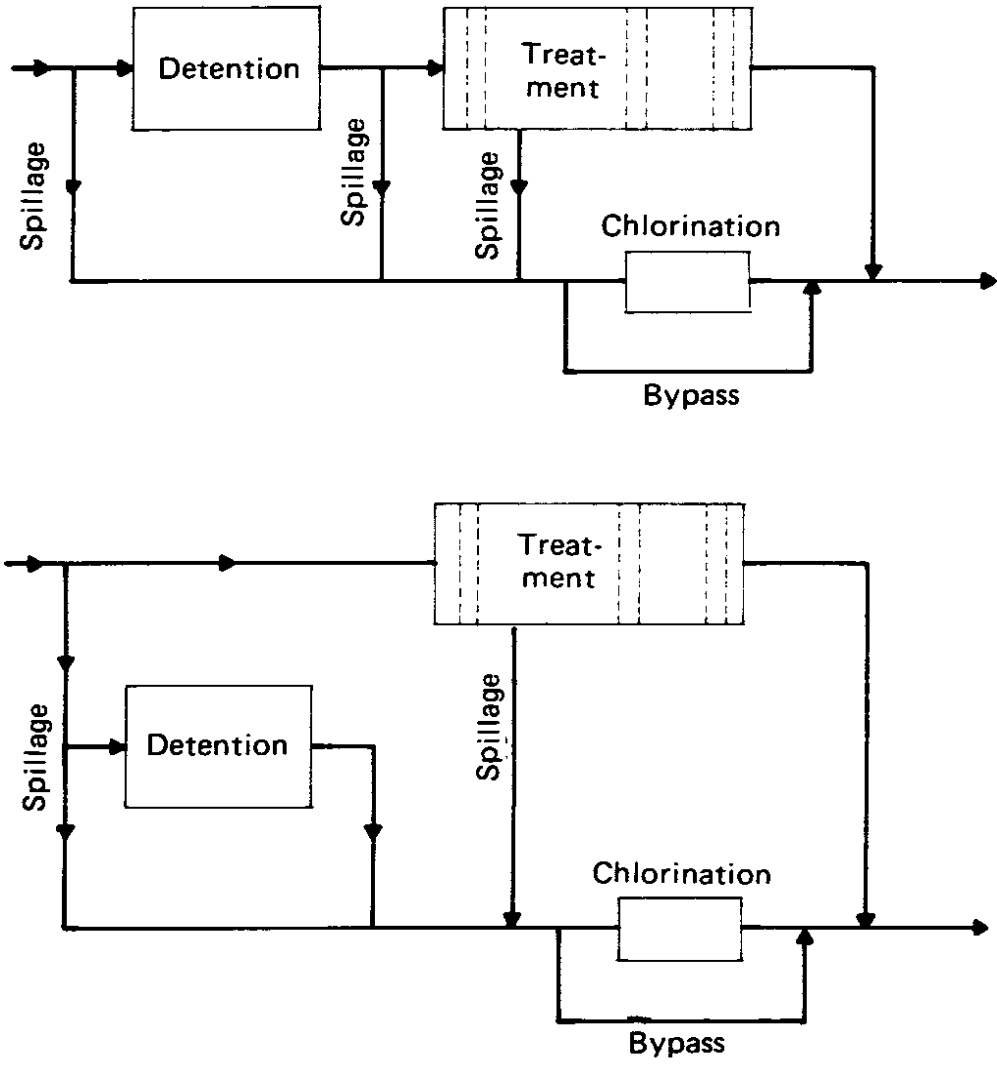 Detention
Treat-
ment
Spillage
Spillage
Spillage
Chlorination
Bypass
Treat-
ment
Spillage
Detention
Spillage
Chlorination
Bypass